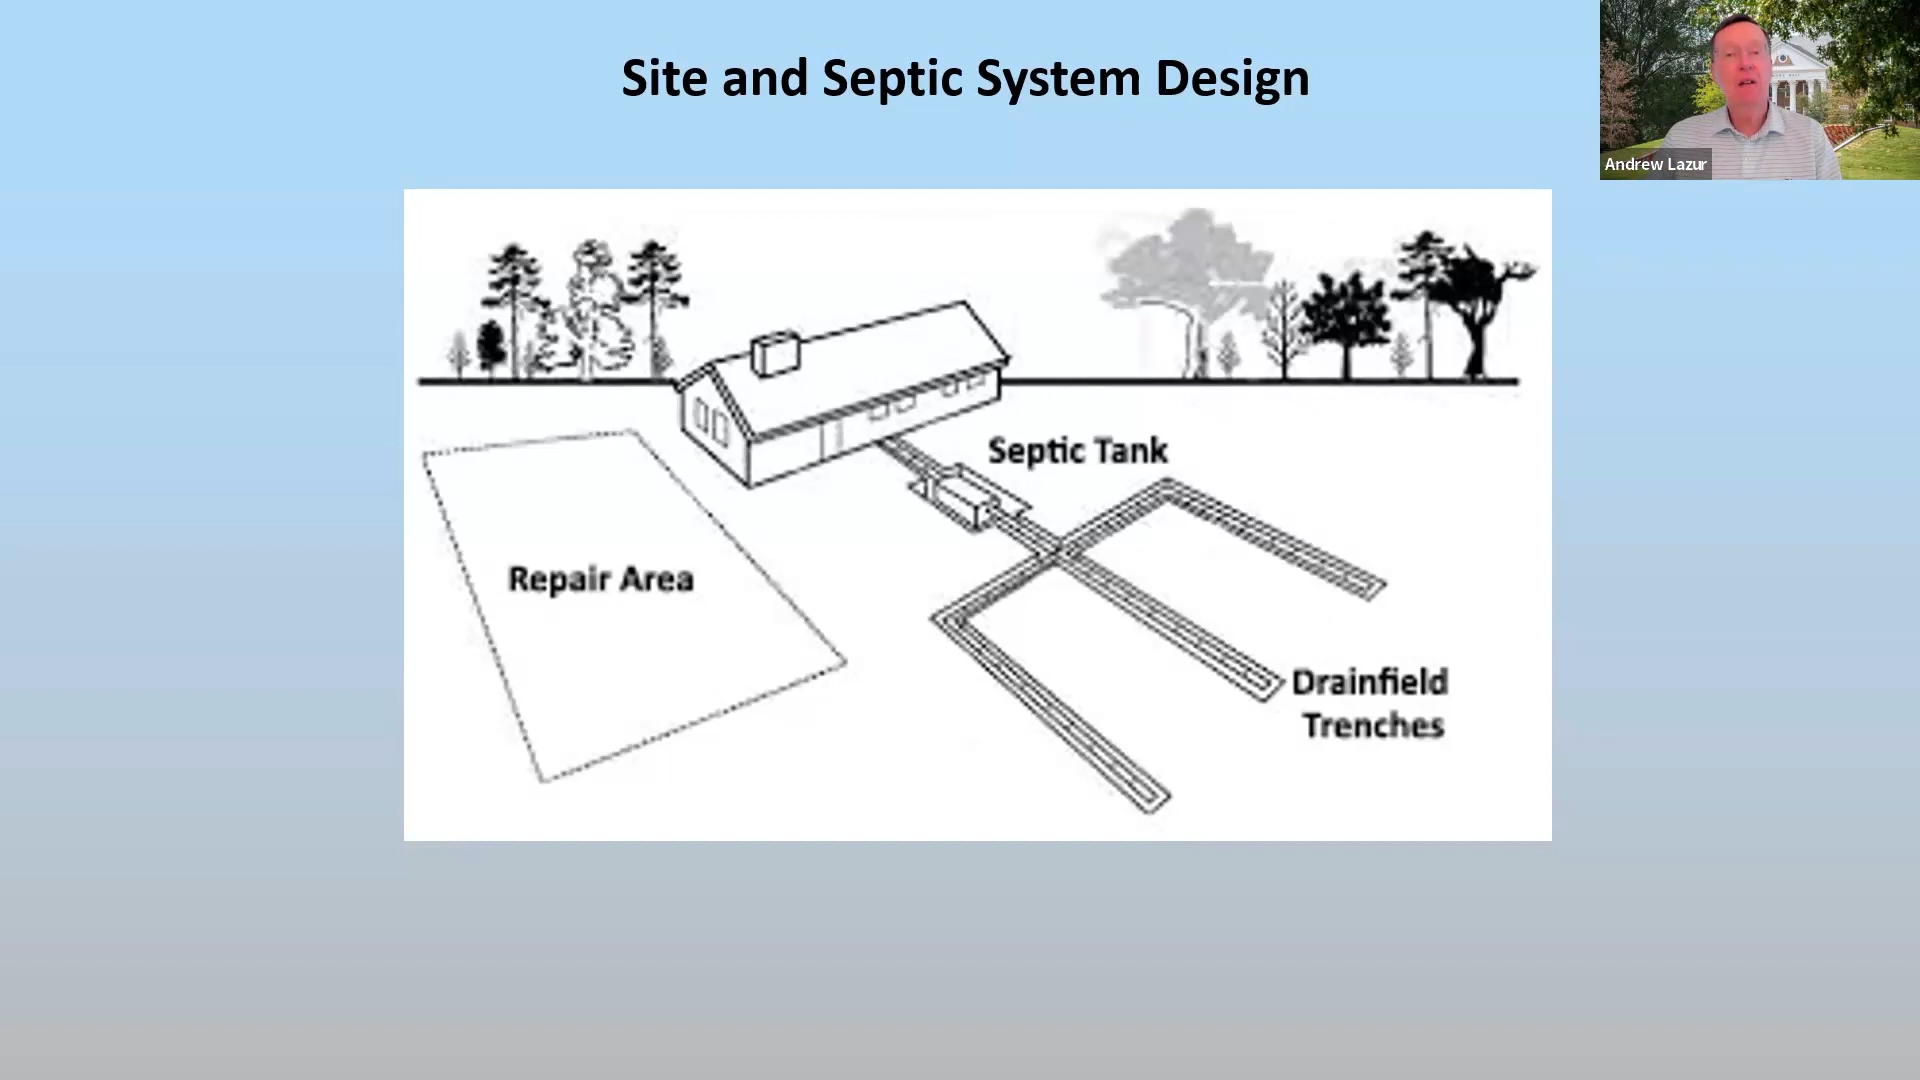 Site and Septic System Design
Andrew Lazur
Septic Tank
Repair Area
Drainfield
Trenches